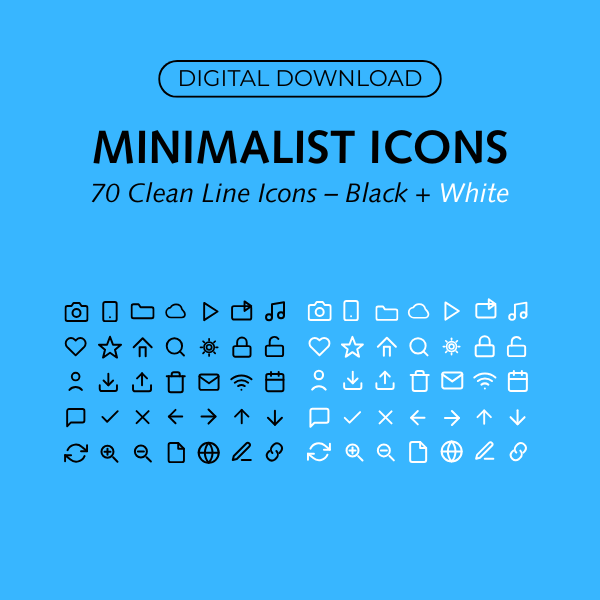 DIGITAL DOWNLOAD
MINIMALIST ICONS
70 Clean Line Icons – Black + White